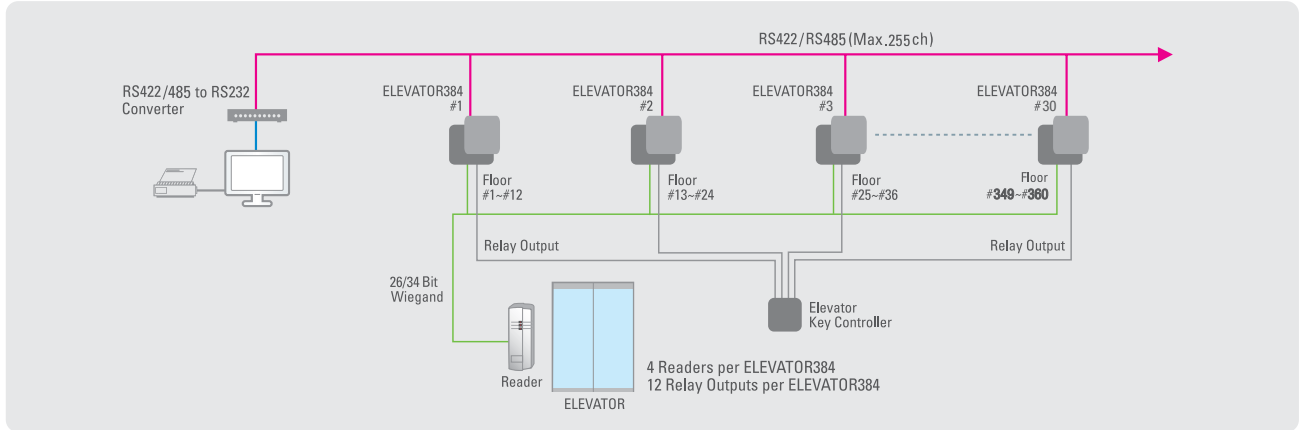 RS422/RS485(Max.255ch)
RS422/485 to RS232
Converter
ELEVATOR384
#1
ELEVATOR384
#2
ELEVATOR384
#3
ELEVATOR384
#30
Floor
#1~#12
Floor
#13~#24
Floor
#25~#36
Floor
#349~#360
Relay Output
Relay Output
26/34 Bit
Wiegand
Elevator
Key Controller
Reader
ELEVATOR
4 Readers per ELEVATOR384
12 Relay Outputs per ELEVATOR384